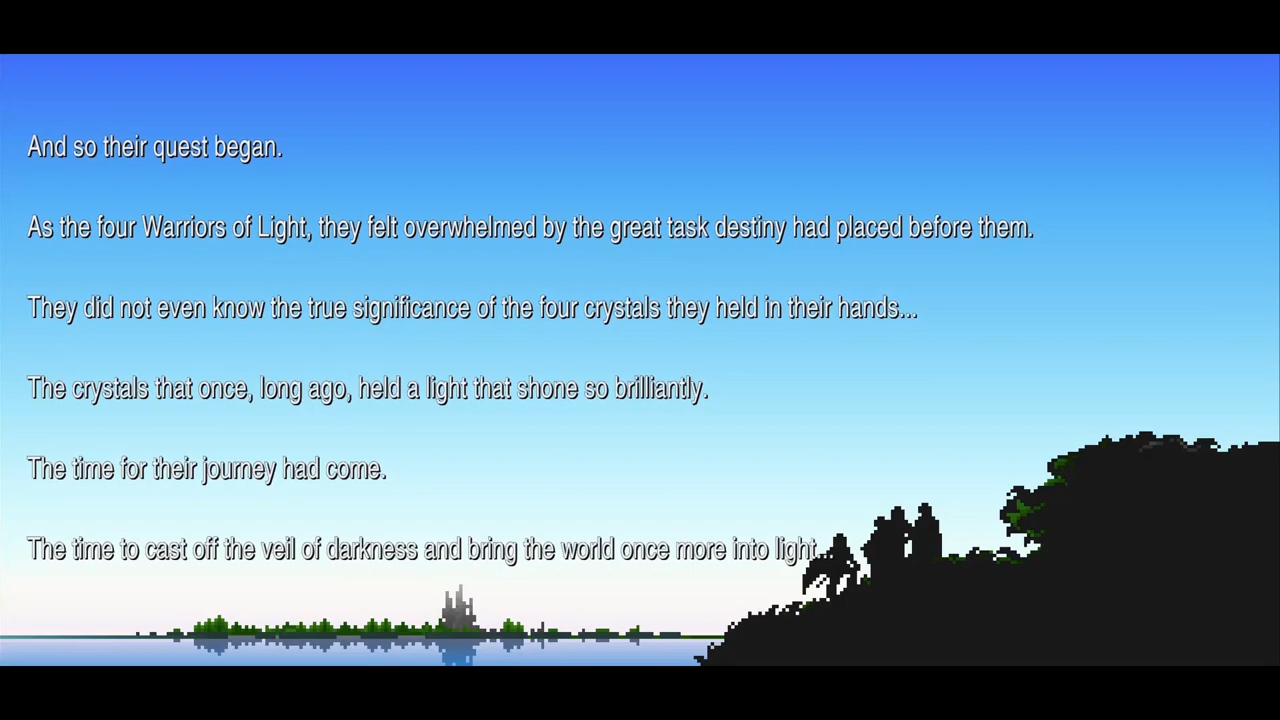 And so their quest began.
As the four Warriors of Light, they felt overwhelmed by the great task destiny had placed before them.
They did not even know the true significance of the four crystals they held in their hands...
The crystals that once, long ago, held a light that shone so brilliantly.
The time for their journey had come.
The time to cast off the veil of darkness and bring the world once more into light.